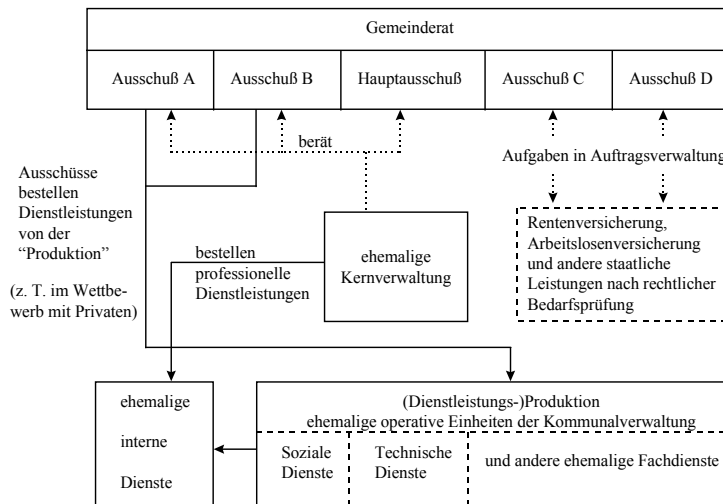 Gemeinderat
Ausschuß A
Ausschuß B
Hauptausschuß
Ausschuß C
Ausschuß D
berät
Aufgaben in Auftragsverwaltung
Ausschüsse
bestellen
Dienstleistungen
von der
“Produktion”
(z. T. im Wettbe-
werb mit Privaten)
bestellen
professionelle
Dienstleistungen
ehemalige
Kernverwaltung
Rentenversicherung,
Arbeitslosenversicherung
und andere staatliche
Leistungen nach rechtlicher
Bedarfsprüfung
ehemalige
interne
Dienste
(Dienstleistungs-)Produktion
ehemalige operative Einheiten der Kommunalverwaltung
Soziale
Dienste
Technische
Dienste
und andere ehemalige Fachdienste